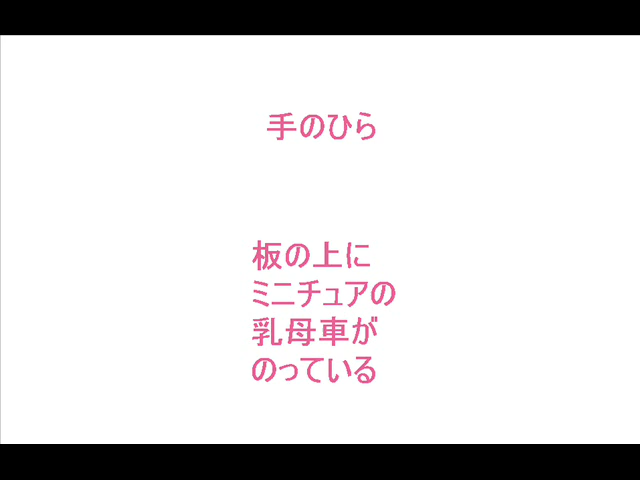 手のひら
板の上に
ミニチュアの
乳母車が
のっている